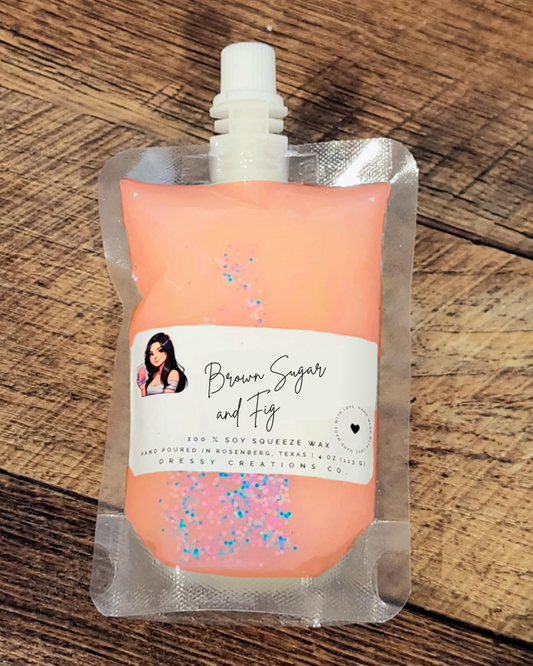 Brown Sugar
and Fig
100 % SOY SQUEEZE WAX
HAND POURED IN ROSENBERG, TEXAS | 4 OZ (113 G)
DRESSY CREATIONS CO.